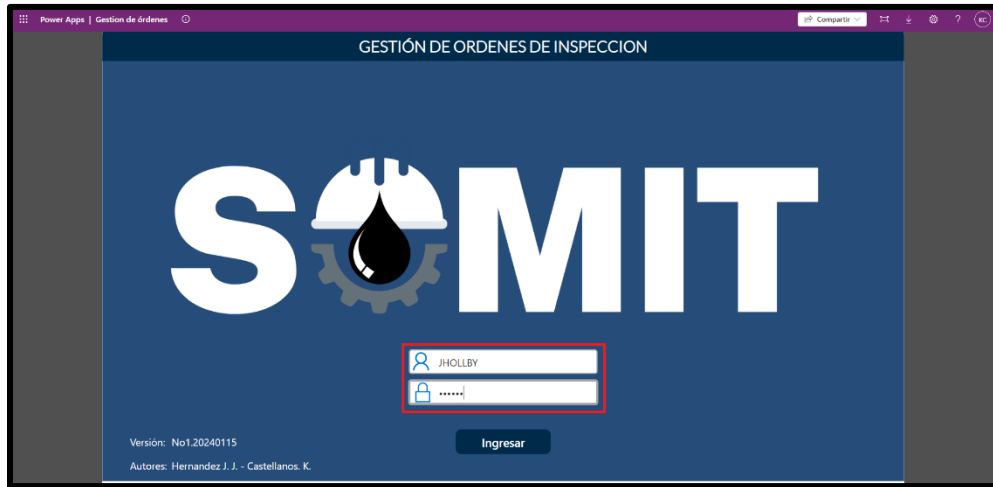 Power Apps | Gestion de órdenes
Compartir
?
KC
GESTIÓN DE ORDENES DE INSPECCION
SOMIT
JHOLLBY
••••••
Versión: No1.20240115
Ingresar
Autores: Hernandez J. J. - Castellanos. K.